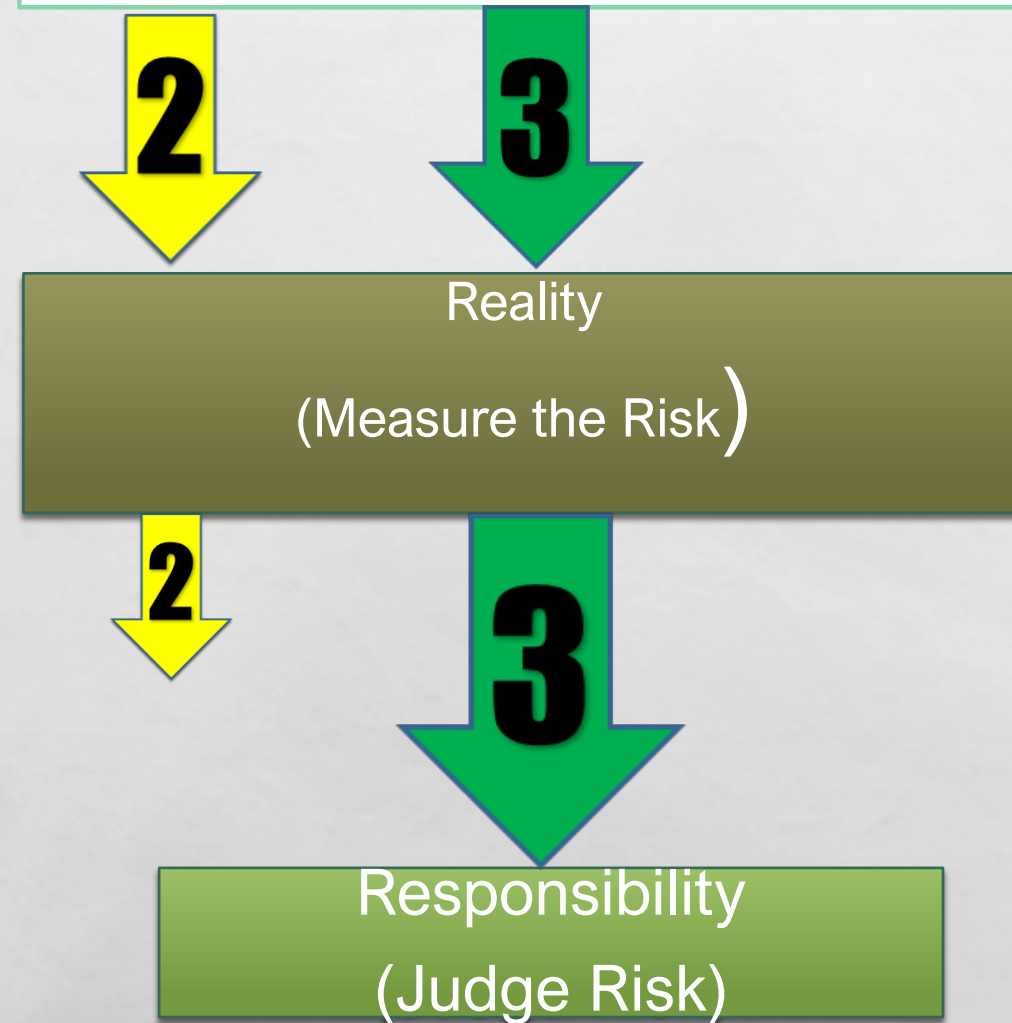 2 3
Reality
(Measure the Risk)
2
3
Responsibility
(Judge Risk)